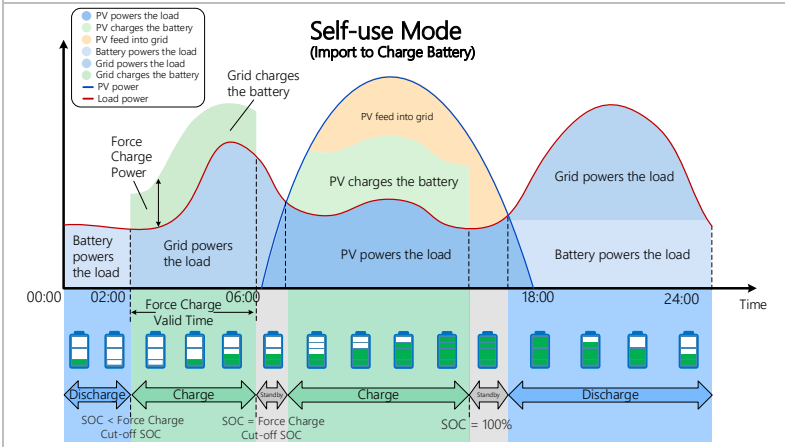 Self-use Mode
(Import to Charge Battery)
PV powers the load
PV charges the battery
PV feed into grid
Battery powers the load
Grid powers the load
Grid charges the battery
PV power
Load power
Grid charges
the battery
Force
Charge
Power
PV feed into grid
PV charges the battery
Grid powers the load
Battery
powers
the load
Grid powers
the load
PV powers the load
Battery powers the load
00:00
02:00
06:00
18:00
24:00
Time
Force Charge
Valid Time
Discharge
Charge
Standby
Charge
Standby
Discharge
SOC < Force Charge
Cut-off SOC
SOC = Force Charge
Cut-off SOC
SOC = 100%